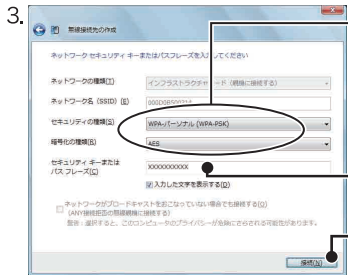 3.
無線接続先の作成
ネットワーク セキュリティ キーまたはパスフレーズを入力してください
ネットワークの種類(T)
インフラストラクチャ ード (親機に接続する)
ネットワーク名 (SSID) (E)
セキュリティの種類(S)
WPA-パーソナル (WPA-PSK)
暗号化の種類(R)
AES
セキュリティ キーまたは
パス フレーズ(C)
XXXXXXXXXX
入力した文字を表示する(D)
ネットワークがブロードキャストをおこなっていない場合でも接続する(O)
(ANY接続拒否の無線親機に接続する)
警告: 選択すると、このコンピュータのプライバシーが危険にさらされる可能性があります。
接続(N)